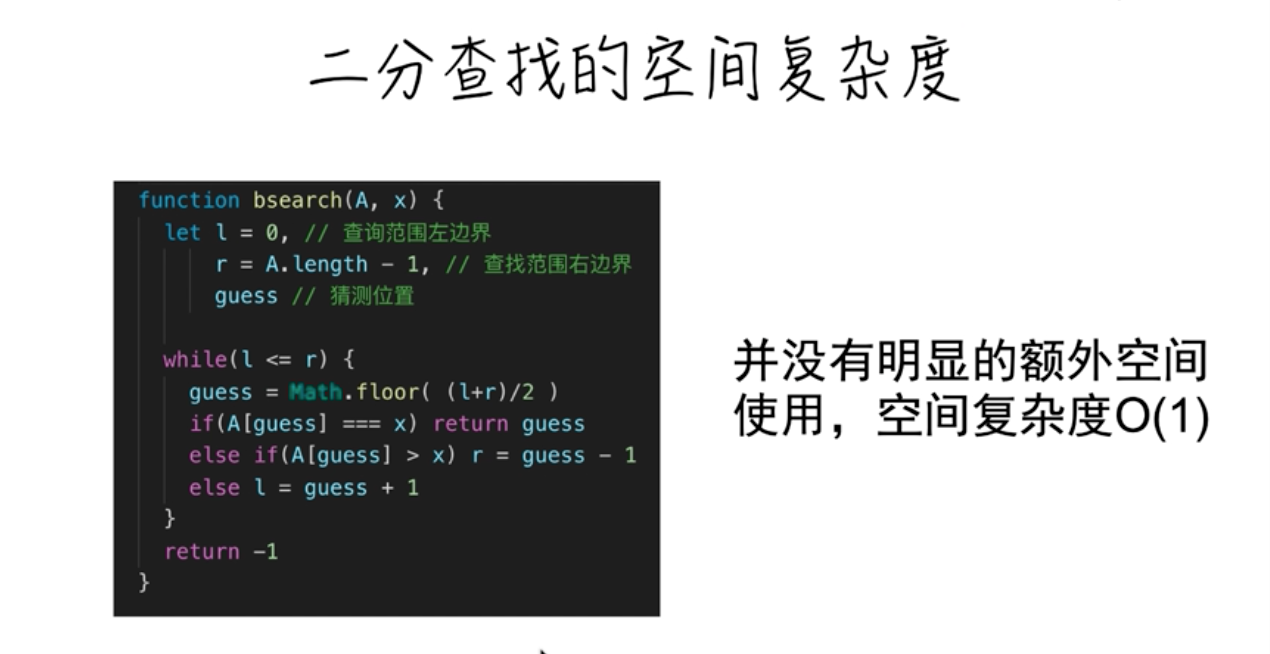 二分查找的空间复杂度
function bsearch(A, x) {
let l = 0, // 查询范围左边界
r = A.length - 1, // 查找范围右边界
guess // 猜测位置
while(l <= r) {
guess = Math.floor( (l+r)/2 )
if(A[guess] === x) return guess
else if(A[guess] > x) r = guess - 1
else l = guess + 1
}
return -1
}
并没有明显的额外空间
使用，空间复杂度O(1)